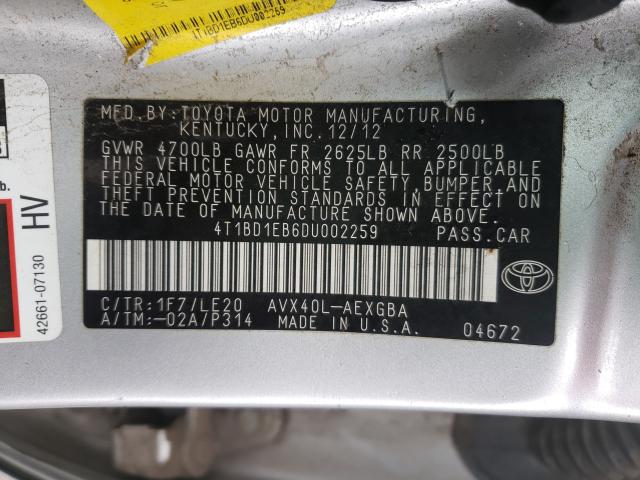 4T1BD1EB6DU002259
MFD. BY: TOYOTA MOTOR MANUFACTURING,
KENTUCKY, INC. 12/12
GVWR 4700LB GAWR FR 2625LB RR 2500LB
THIS VEHICLE CONFORMS TO ALL APPLICABLE
FEDERAL MOTOR VEHICLE SAFETY, BUMPER, AND
THEFT PREVENTION STANDARDS IN EFFECT ON
THE DATE OF MANUFACTURE SHOWN ABOVE.
4T1BD1EB6DU002259 PASS. CAR
C/TR: 1F7/LE20 AVX40L-AEXGBA
A/TM: -02A/P314 MADE IN U.S.A. 04672
TOYOTA
HV
42661-07130
b.